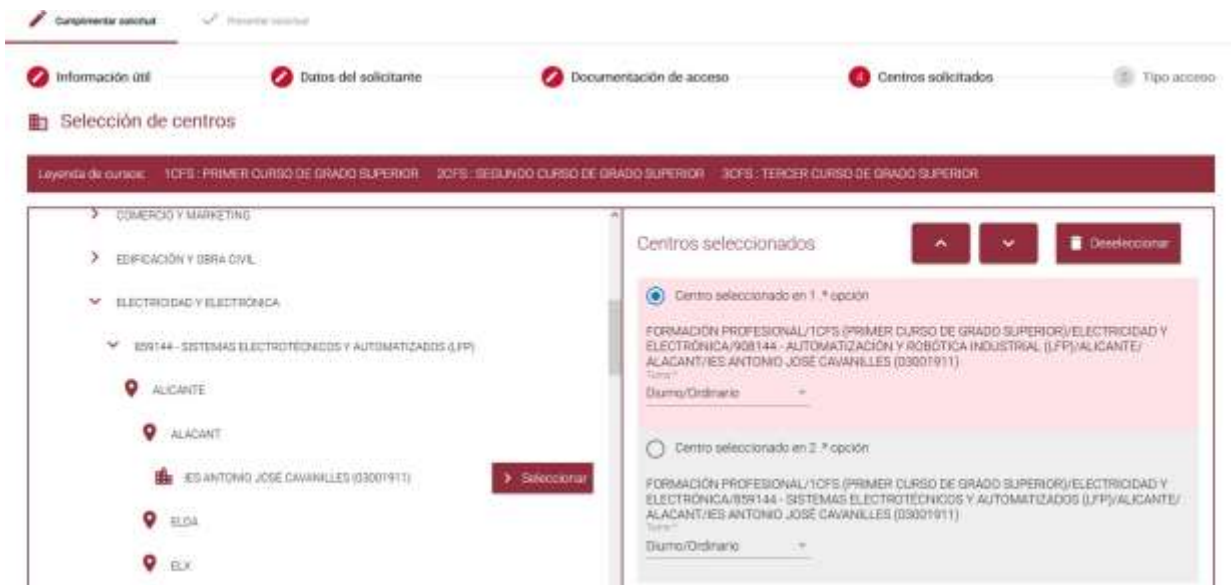 Cumplimentar solicitud
Presentar solicitud
Información útil
Datos del solicitante
Documentación de acceso
4 Centros solicitados
5 Tipo acceso
Selección de centros
Leyenda de cursos: 1CFS : PRIMER CURSO DE GRADO SUPERIOR 2CFS : SEGUNDO CURSO DE GRADO SUPERIOR 3CFS : TERCER CURSO DE GRADO SUPERIOR
COMERCIO Y MARKETING
EDIFICACIÓN Y OBRA CIVIL
ELECTRICIDAD Y ELECTRÓNICA
859144 - SISTEMAS ELECTROTÉCNICOS Y AUTOMATIZADOS (LFP)
ALICANTE
ALACANT
IES ANTONIO JOSÉ CAVANILLES (03001911)
Seleccionar
ELDA
ELX
Centros seleccionados
Deseleccionar
Centro seleccionado en 1 .ª opción
FORMACIÓN PROFESIONAL/1CFS (PRIMER CURSO DE GRADO SUPERIOR)/ELECTRICIDAD Y
ELECTRÓNICA/908144 - AUTOMATIZACIÓN Y ROBÓTICA INDUSTRIAL (LFP)/ALICANTE/
ALACANT/IES ANTONIO JOSÉ CAVANILLES (03001911)
Turno *
Diurno/Ordinario
Centro seleccionado en 2 .ª opción
FORMACIÓN PROFESIONAL/1CFS (PRIMER CURSO DE GRADO SUPERIOR)/ELECTRICIDAD Y
ELECTRÓNICA/859144 - SISTEMAS ELECTROTÉCNICOS Y AUTOMATIZADOS (LFP)/ALICANTE/
ALACANT/IES ANTONIO JOSÉ CAVANILLES (03001911)
Turno *
Diurno/Ordinario